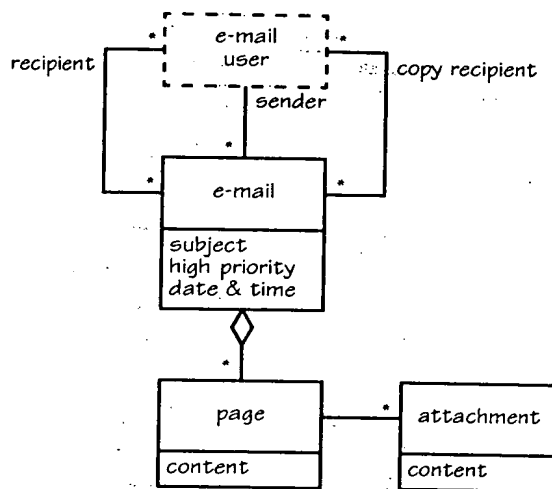 * e-mail *
user
recipient
copy recipient
sender
*
* e-mail *
subject
high priority
date & time
*
page
*
attachment
content
content